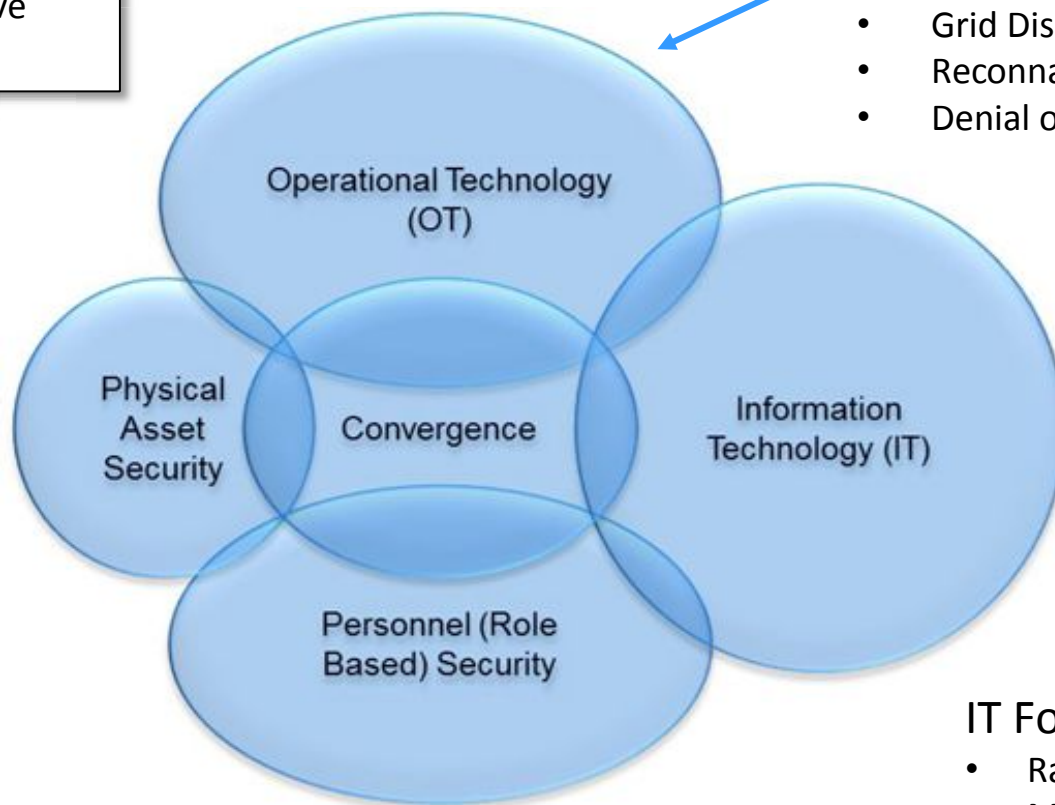 • Grid Dis
• Reconna
• Denial o
Operational Technology
(OT)
Physical
Asset
Security
Convergence
Information
Technology (IT)
Personnel (Role
Based) Security
IT Fo
• Ra